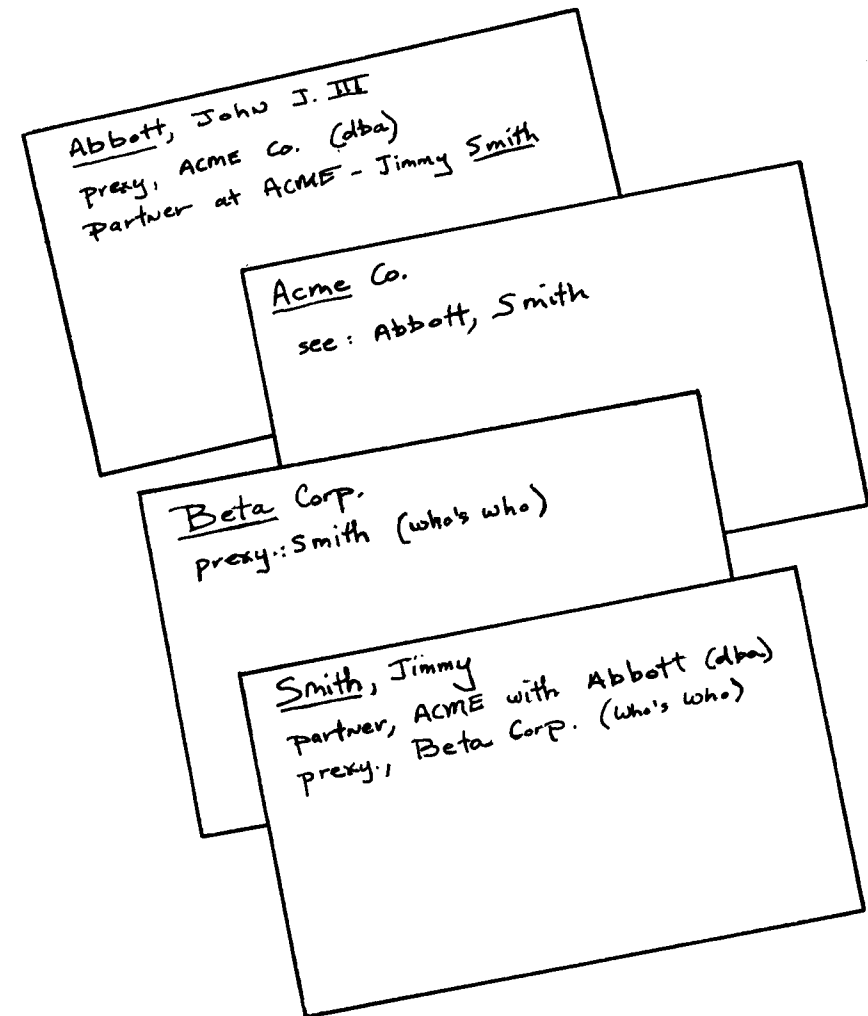 Abbott, John J. III
prexy, ACME Co. (dba)
partner at ACME - Jimmy Smith
Acme Co.
see: Abbott, Smith
Beta Corp.
prexy.: Smith (who's who)
Smith, Jimmy
partner, ACME with Abbott (dba)
prexy., Beta Corp. (who's who)